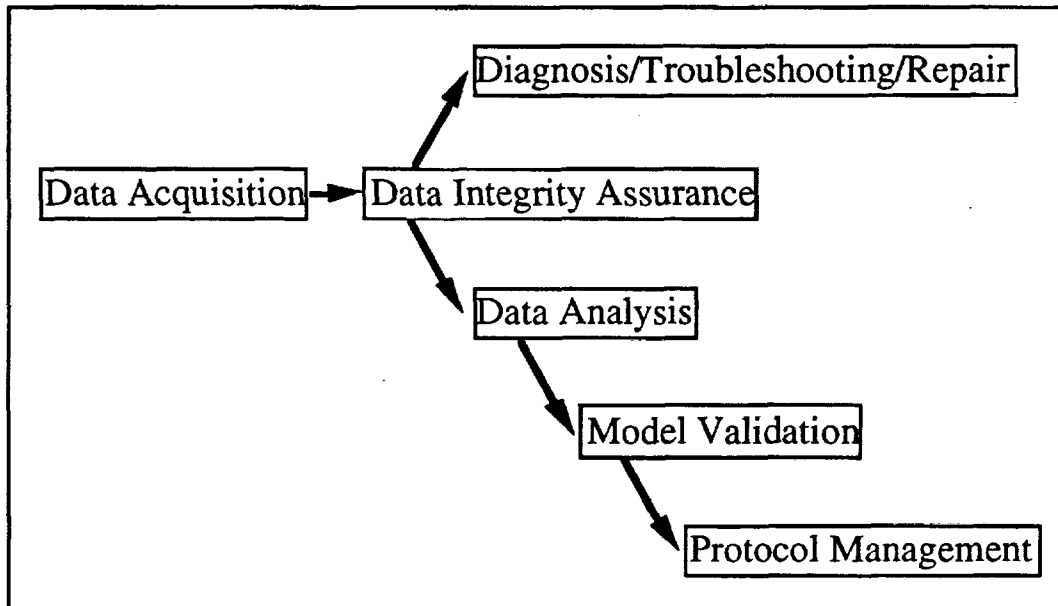 Diagnosis/Troubleshooting/Repair
Data Acquisition
Data Integrity Assurance
Data Analysis
Model Validation
Protocol Management